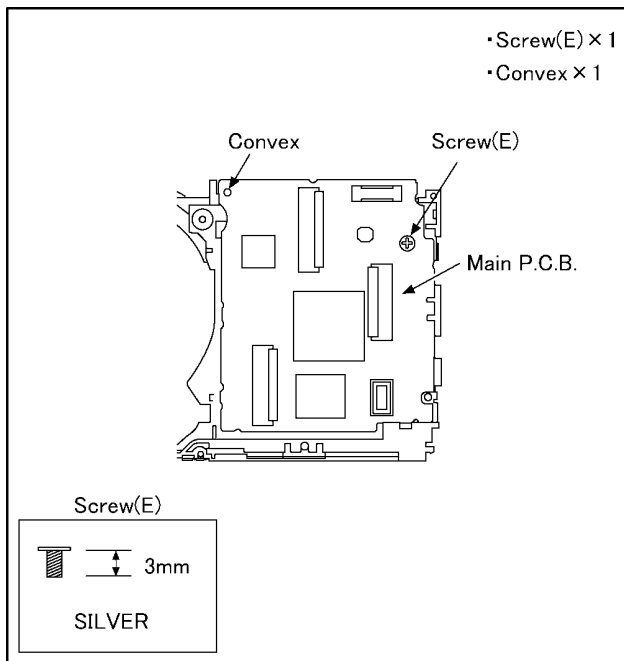 ・Screw(E)×1
・Convex×1
Convex
Screw(E)
Main P.C.B.
Screw(E)
3mm
SILVER